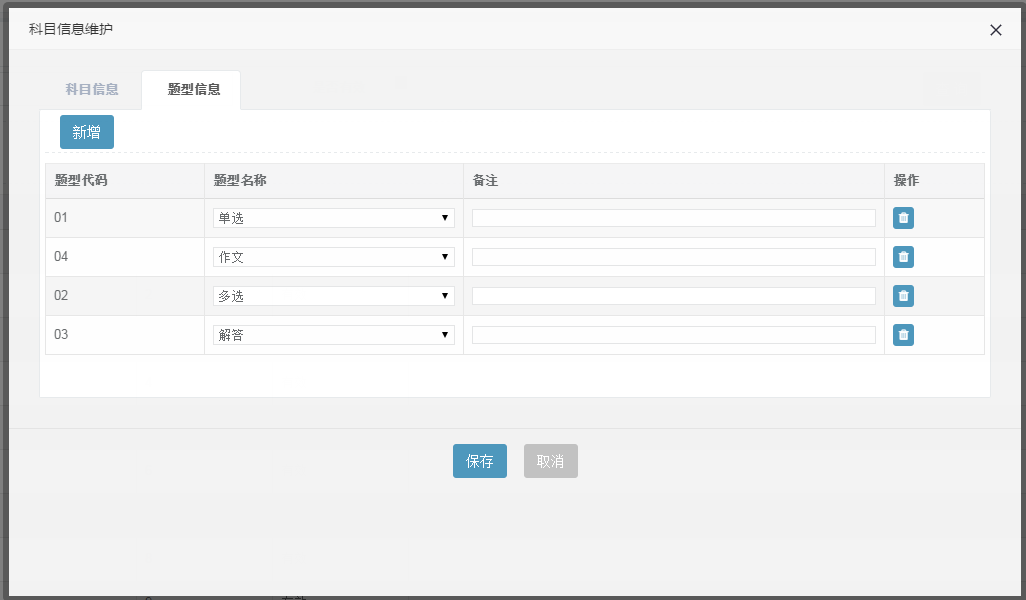 科目信息维护
科目信息 题型信息
新增
题型代码 题型名称 备注 操作
01 单选
04 作文
02 多选
03 解答
保存 取消